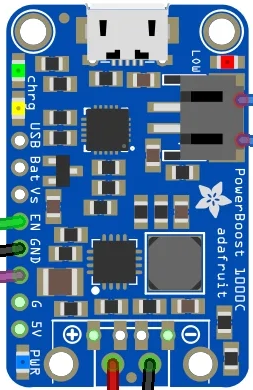 Low
chrg
USB
Bat
Vs
EN
GND
G
5V
PWR
PowerBoost 1000C
adafruit
+
-